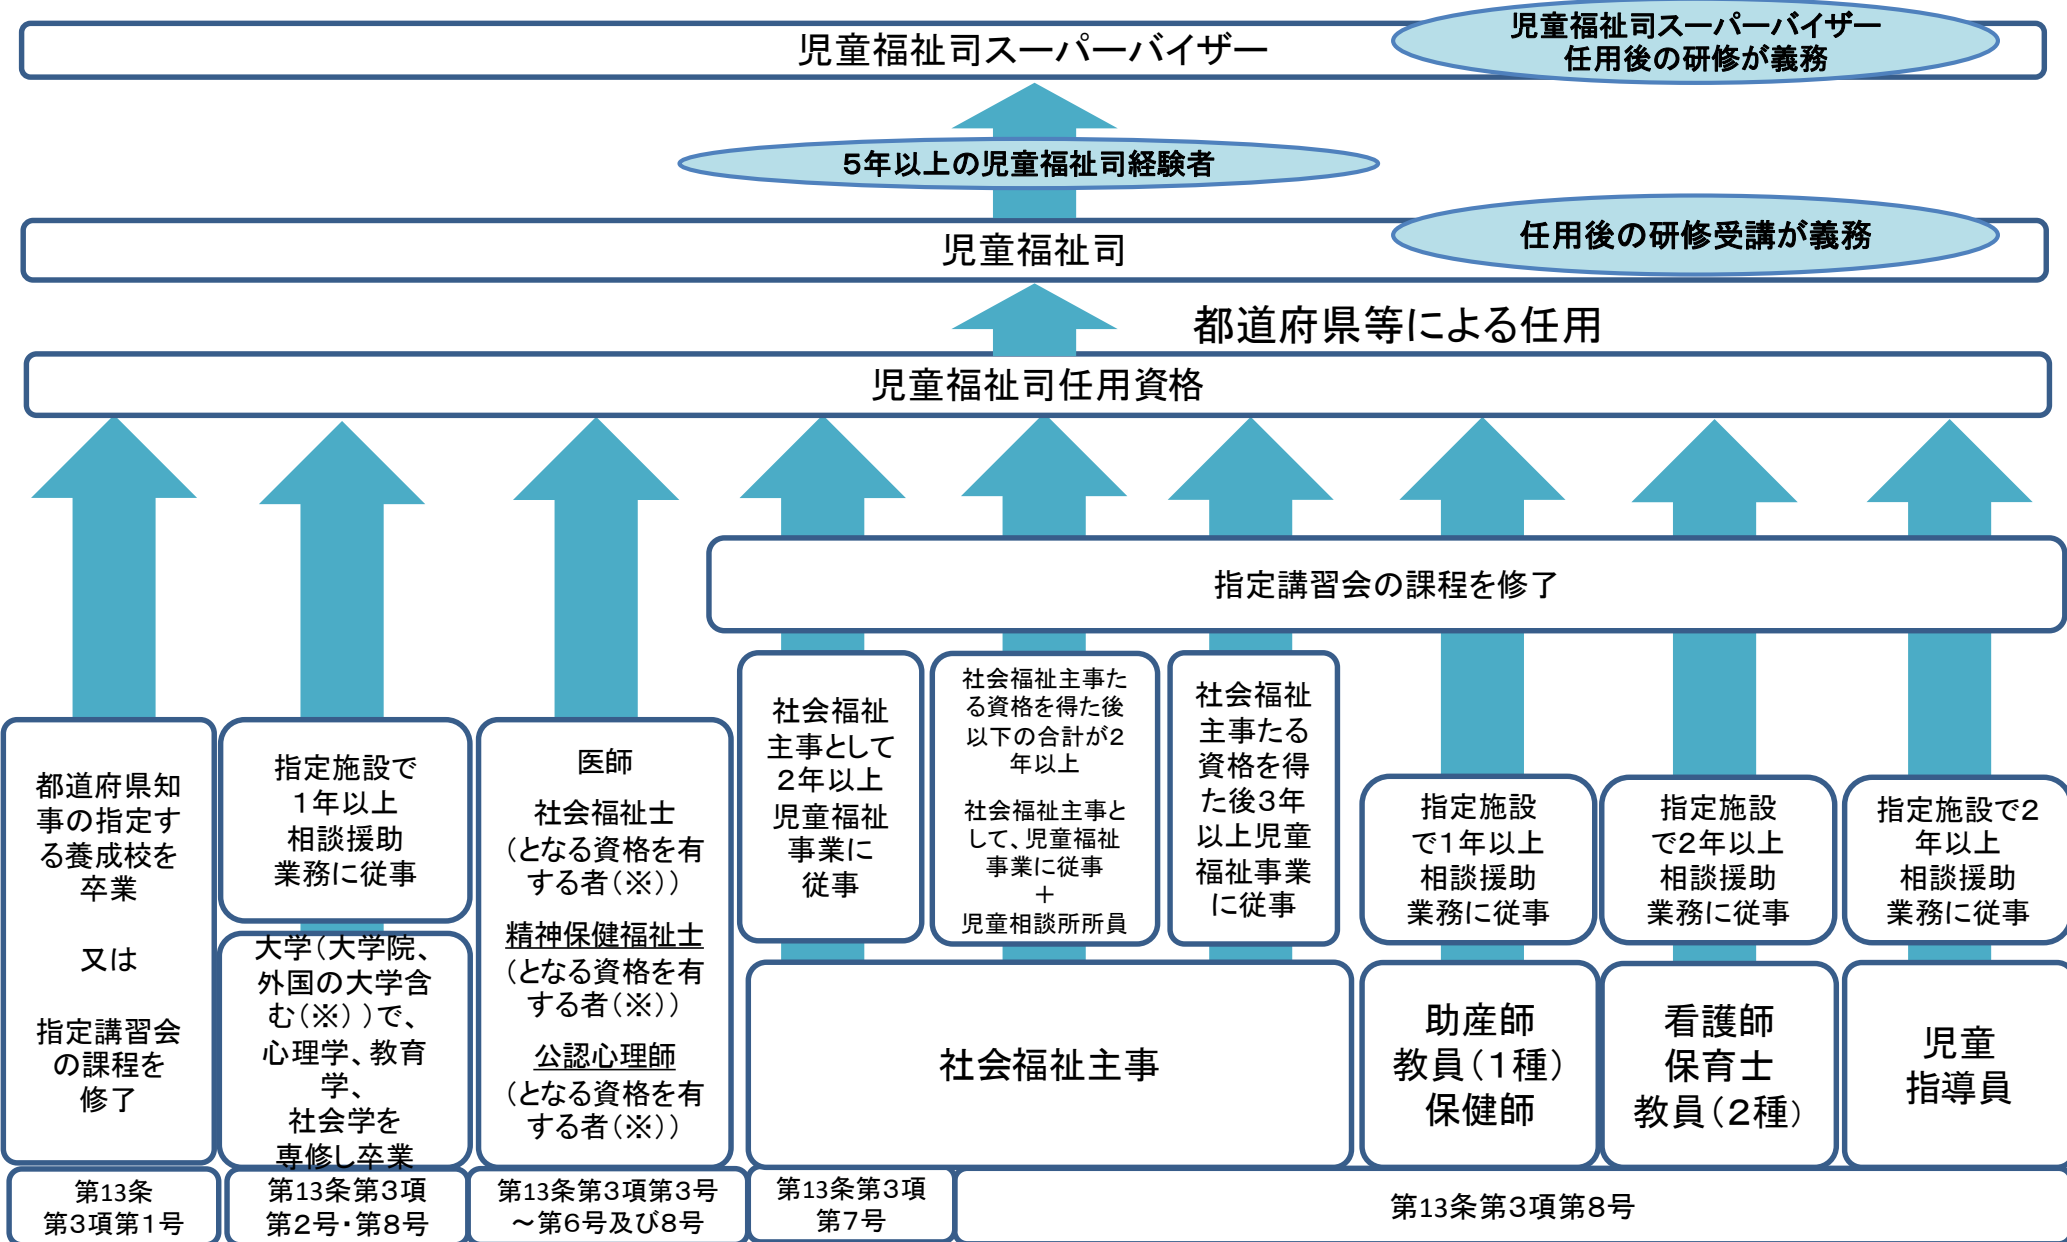 児童福祉司スーパーバイザー
児童福祉司スーパーバイザー
任用後の研修が義務
5年以上の児童福祉司経験者
児童福祉司
任用後の研修受講が義務
都道府県等による任用
児童福祉司任用資格
指定講習会の課程を修了
都道府県知
事の指定す
る養成校を
卒業
又は
指定講習会
の課程を
修了
指定施設で
1年以上
相談援助
業務に従事
大学(大学院、
外国の大学含
む(※))で、
心理学、教育
学、
社会学を
専修し卒業
医師
社会福祉士
(となる資格を有
する者(※))
精神保健福祉士
(となる資格を有
する者(※))
公認心理師
(となる資格を有
する者(※))
社会福祉
主事として
2年以上
児童福祉
事業に
従事
社会福祉主事た
る資格を得た後
以下の合計が2
年以上
社会福祉主事と
して、児童福祉
事業に従事
+
児童相談所所員
社会福祉
主事たる
資格を得
た後3年
以上児童
福祉事業
に従事
社会福祉主事
指定施設
で1年以上
相談援助
業務に従事
助産師
教員(1種)
保健師
指定施設
で2年以上
相談援助
業務に従事
看護師
保育士
教員(2種)
指定施設で2
年以上
相談援助
業務に従事
児童
指導員
第13条
第3項第1号
第13条第3項
第2号・第8号
第13条第3項第3号
～第6号及び8号
第13条第3項
第7号
第13条第3項第8号